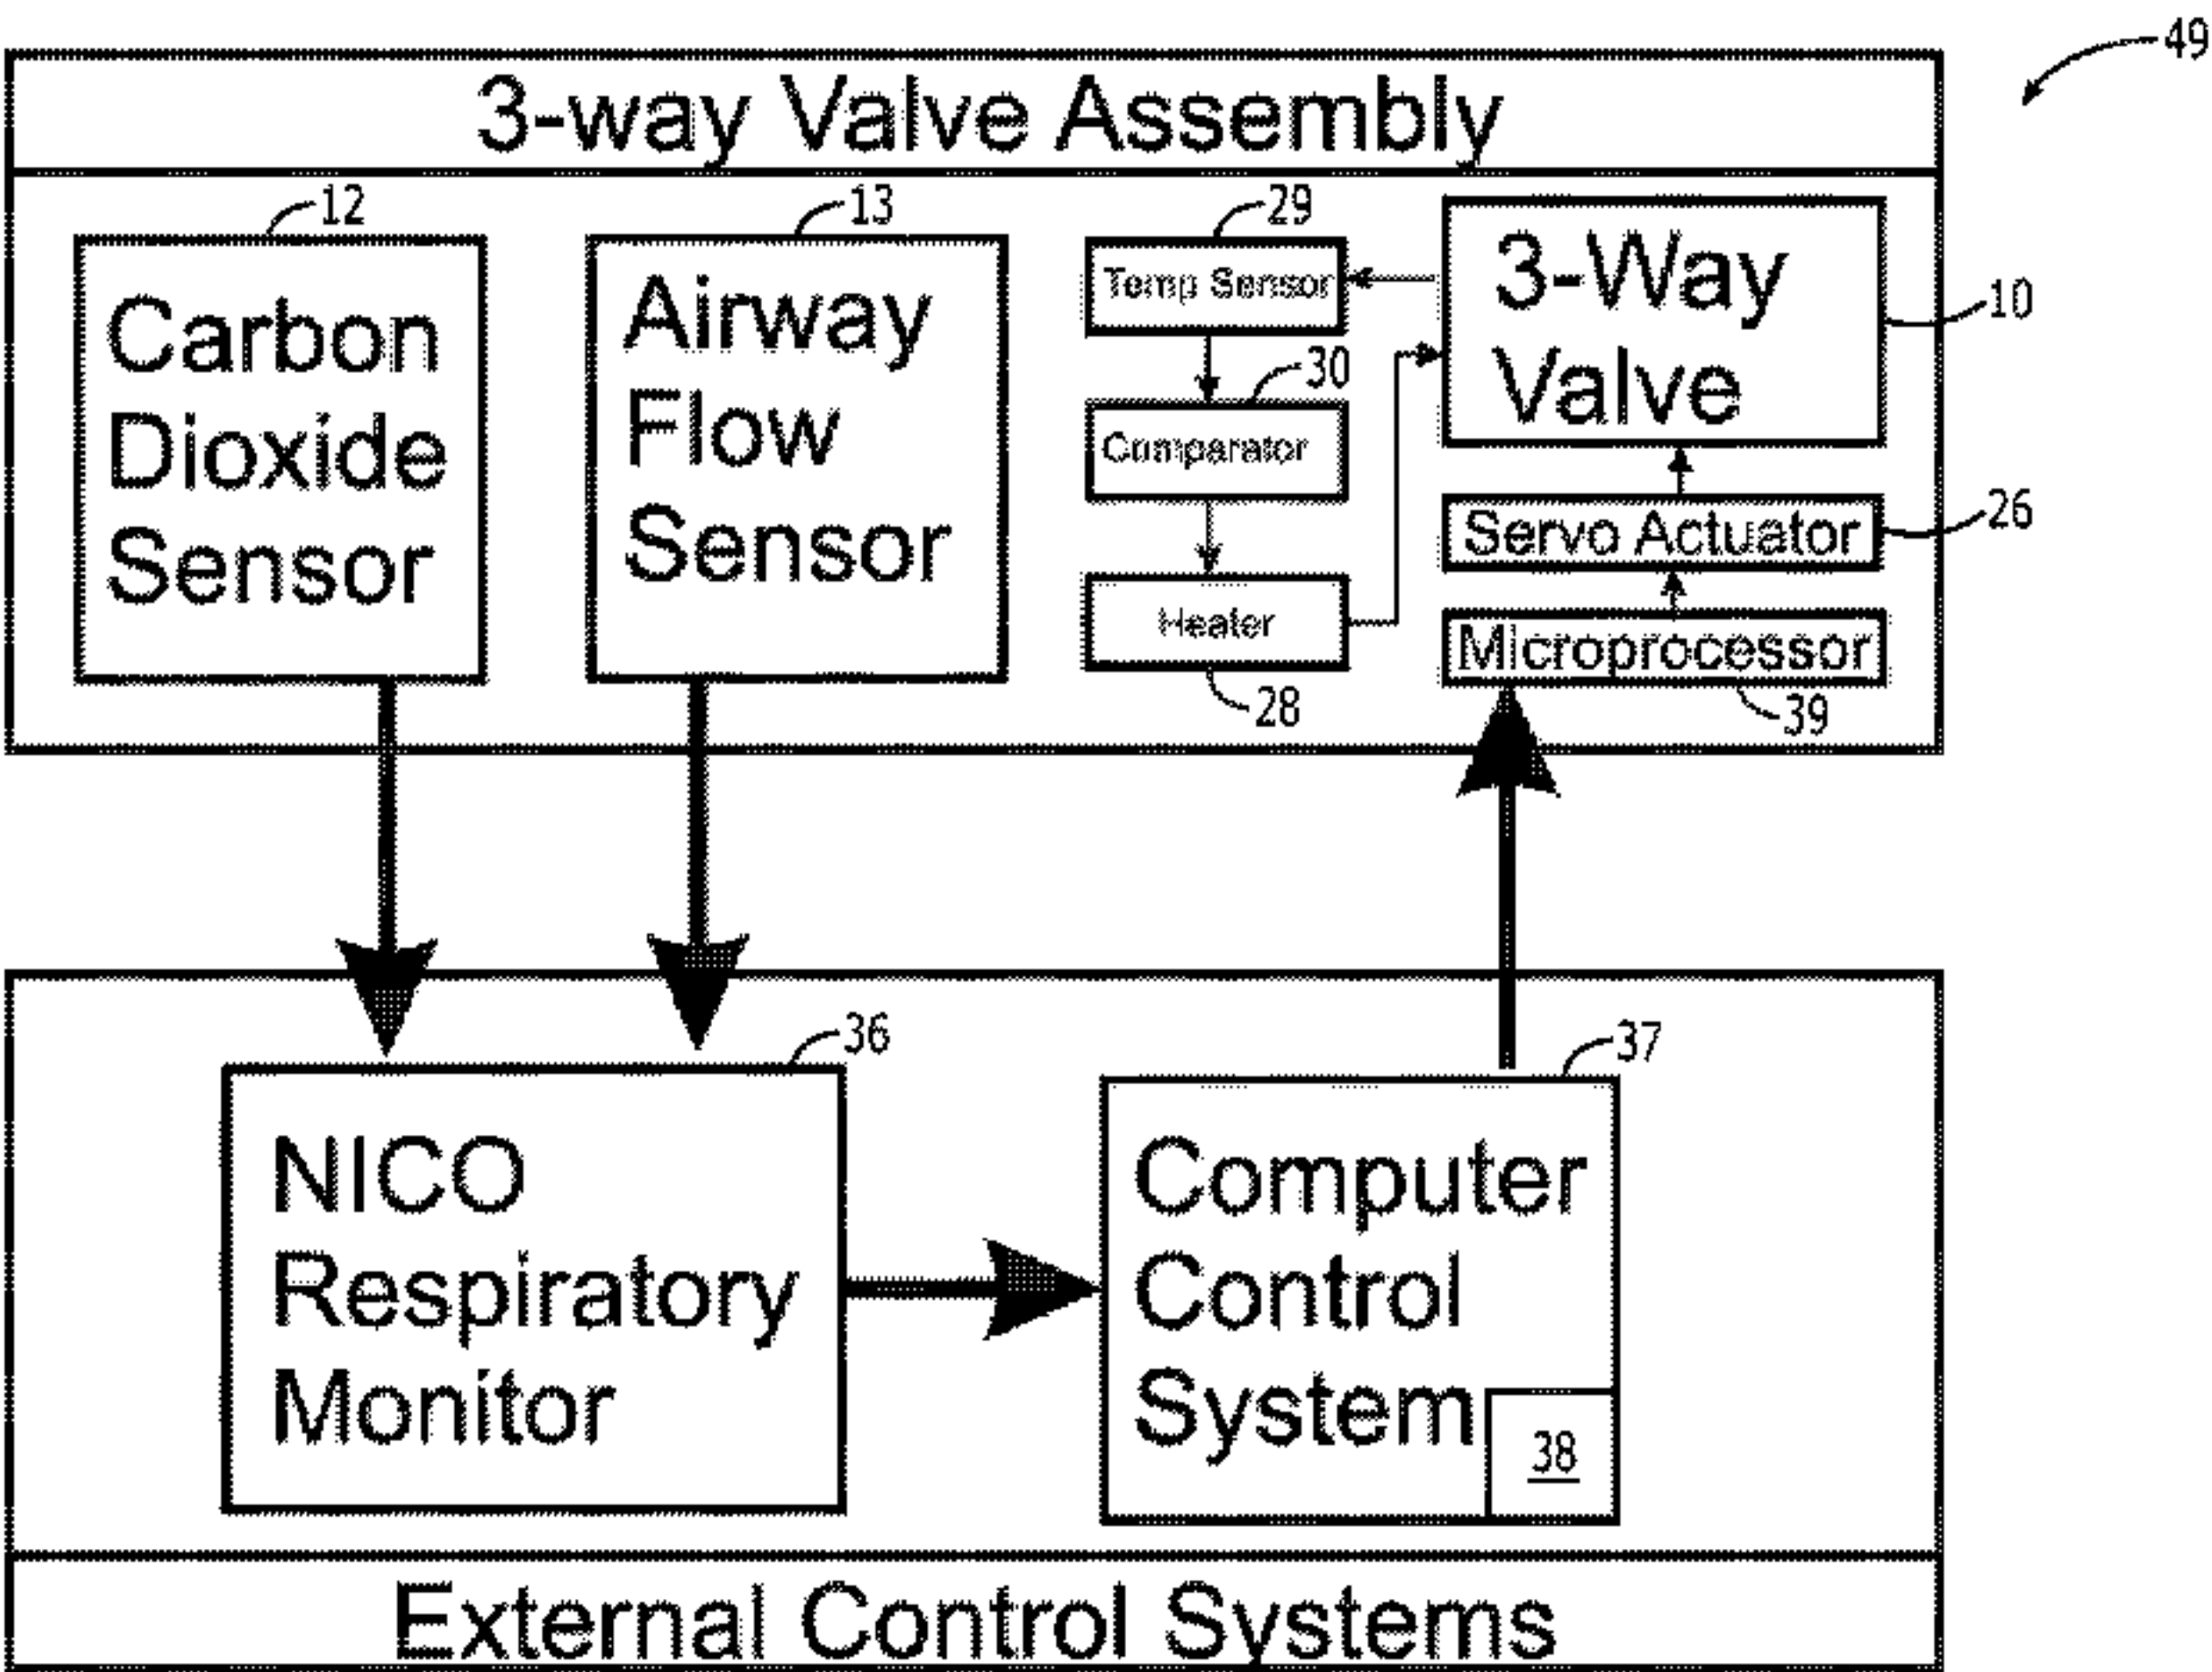 49
3-way Valve Assembly
12
Carbon
Dioxide
Sensor
13
Airway
Flow
Sensor
29
Temp Sensor
30
Comparator
Heater
28
3-Way
Valve
10
Servo Actuator
26
Microprocessor
39
36
NICO
Respiratory
Monitor
37
Computer
Control
System
38
External Control Systems